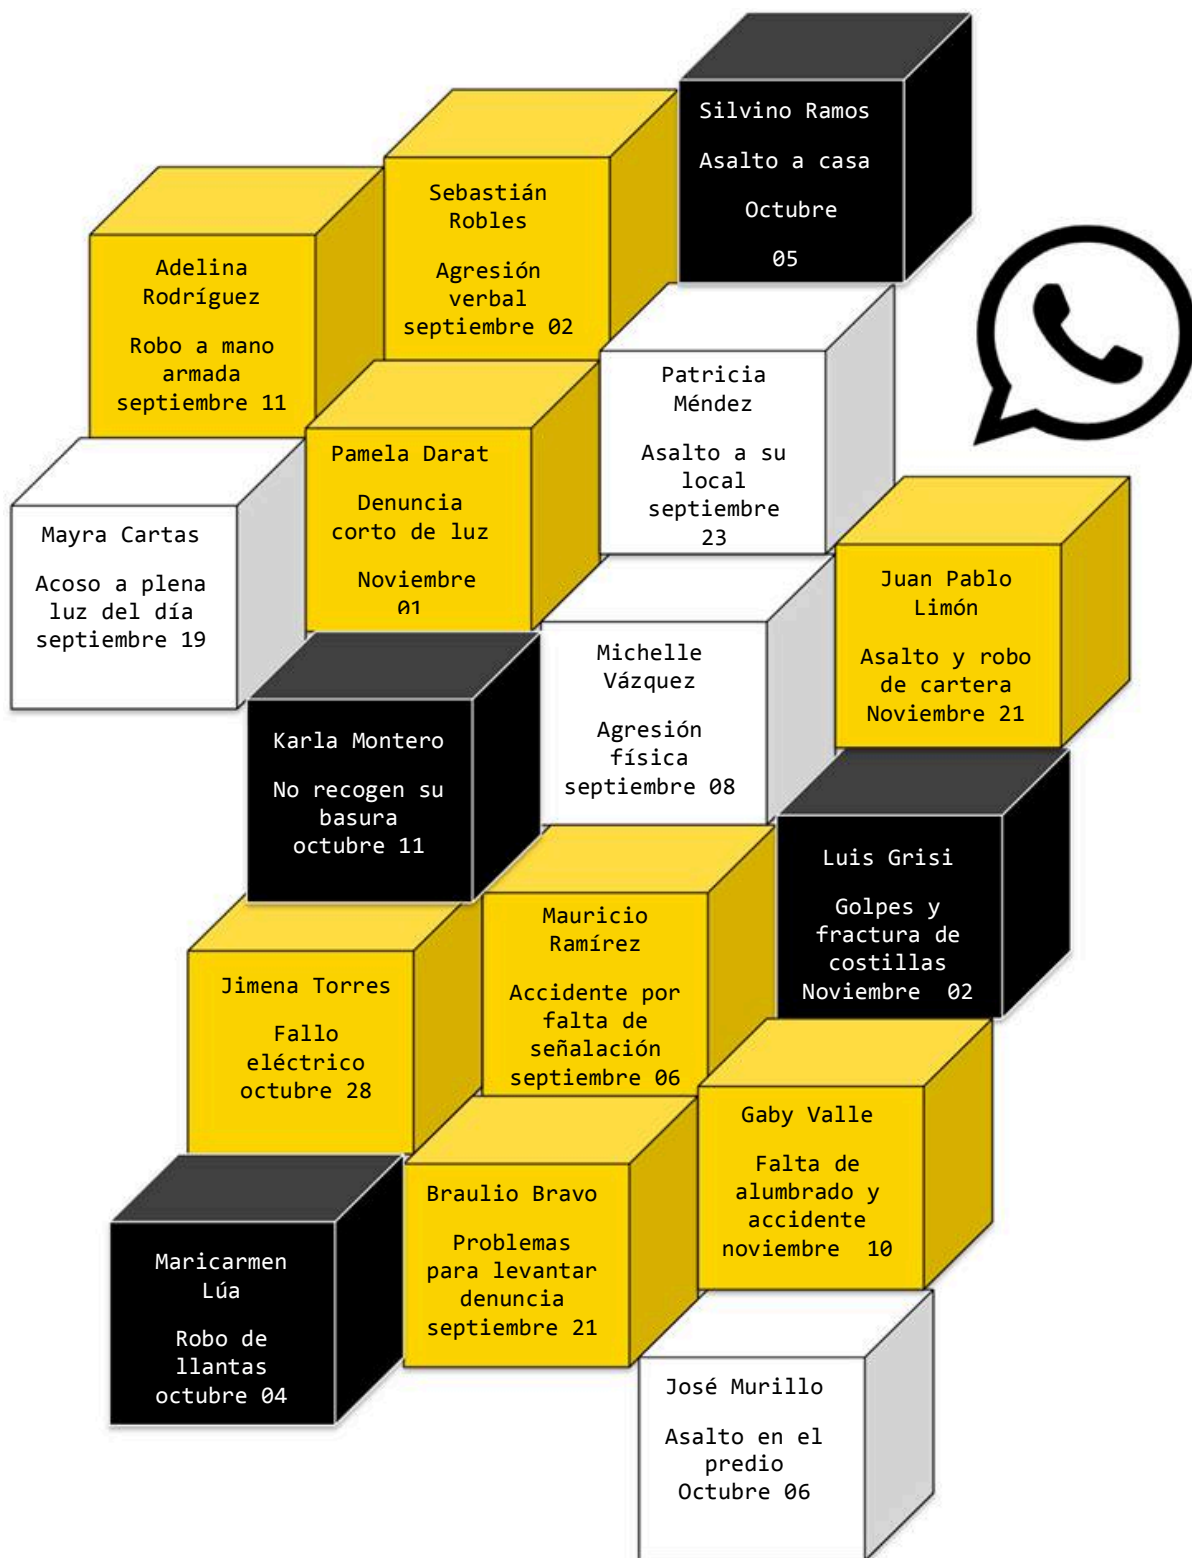 Silvino Ramos
Asalto a casa
Octubre
05
Sebastián
Robles
Agresión
verbal
septiembre 02
Adelina
Rodríguez
Robo a mano
armada
septiembre 11
Patricia
Méndez
Asalto a su
local
septiembre
23
Pamela Darat
Denuncia
corto de luz
Noviembre
01
Mayra Cartas
Acoso a plena
luz del día
septiembre 19
Juan Pablo
Limón
Asalto y robo
de cartera
Noviembre 21
Michelle
Vázquez
Agresión
física
septiembre 08
Karla Montero
No recogen su
basura
octubre 11
Luis Grisi
Golpes y
fractura de
costillas
Noviembre  02
Mauricio
Ramírez
Accidente por
falta de
señalación
septiembre 06
Jimena Torres
Fallo
eléctrico
octubre 28
Gaby Valle
Falta de
alumbrado y
accidente
noviembre  10
Braulio Bravo
Problemas
para levantar
denuncia
septiembre 21
Maricarmen
Lúa
Robo de
llantas
octubre 04
José Murillo
Asalto en el
predio
Octubre 06